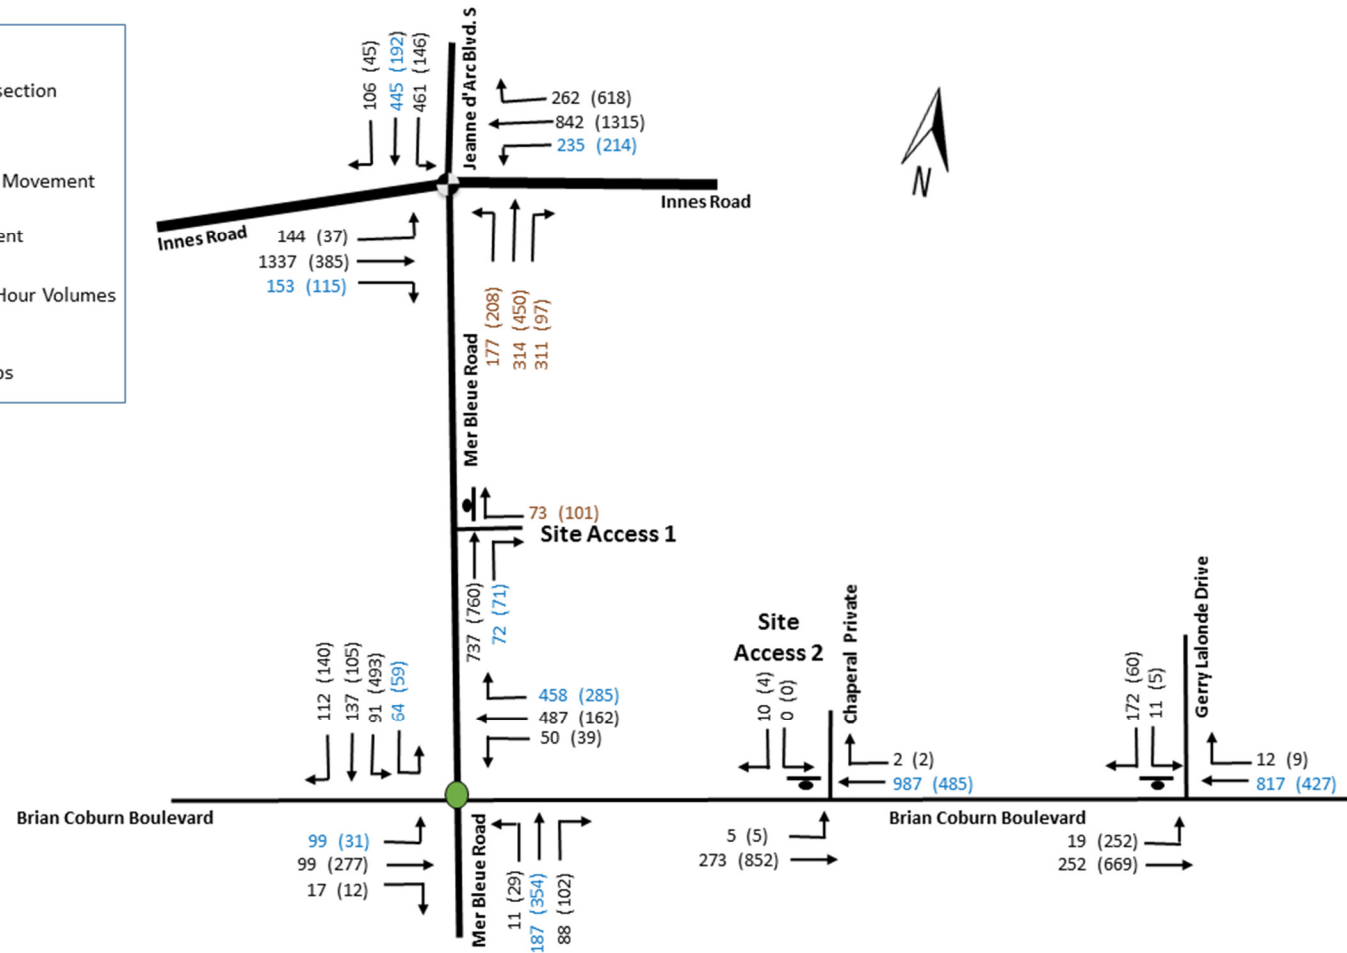 section
Movement
ent
Hour Volumes
os
106 (45)
445 (192)
461 (146)
Jeanne d'Arc Blvd. S
262 (618)
842 (1315)
235 (214)
N
Innes Road
Innes Road
144 (37)
1337 (385)
153 (115)
177 (208)
314 (450)
311 (97)
Mer Bleue Road
73 (101)
Site Access 1
737 (760)
72 (71)
112 (140)
137 (105)
91 (493)
64 (59)
458 (285)
487 (162)
50 (39)
Site
Access 2
10 (4)
0 (0)
Chaperal Private
2 (2)
987 (485)
172 (60)
11 (5)
Gerry Lalonde Drive
12 (9)
817 (427)
Brian Coburn Boulevard
Brian Coburn Boulevard
99 (31)
99 (277)
17 (12)
Mer Bleue Road
11 (29)
187 (354)
88 (102)
5 (5)
273 (852)
19 (252)
252 (669)